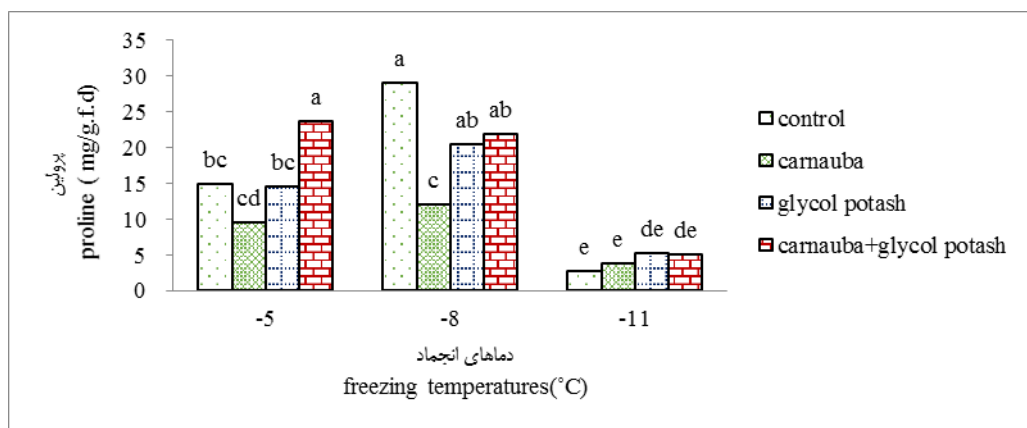 پرولین
proline ( mg/g.f.d)
35
30
25
20
15
10
5
0
bc
cd
bc
a
a
c
ab
ab
e
e
de
de
-5
-8
-11
دماهای انجماد
freezing temperatures(˚C)
control
carnauba
glycol potash
carnauba+glycol potash